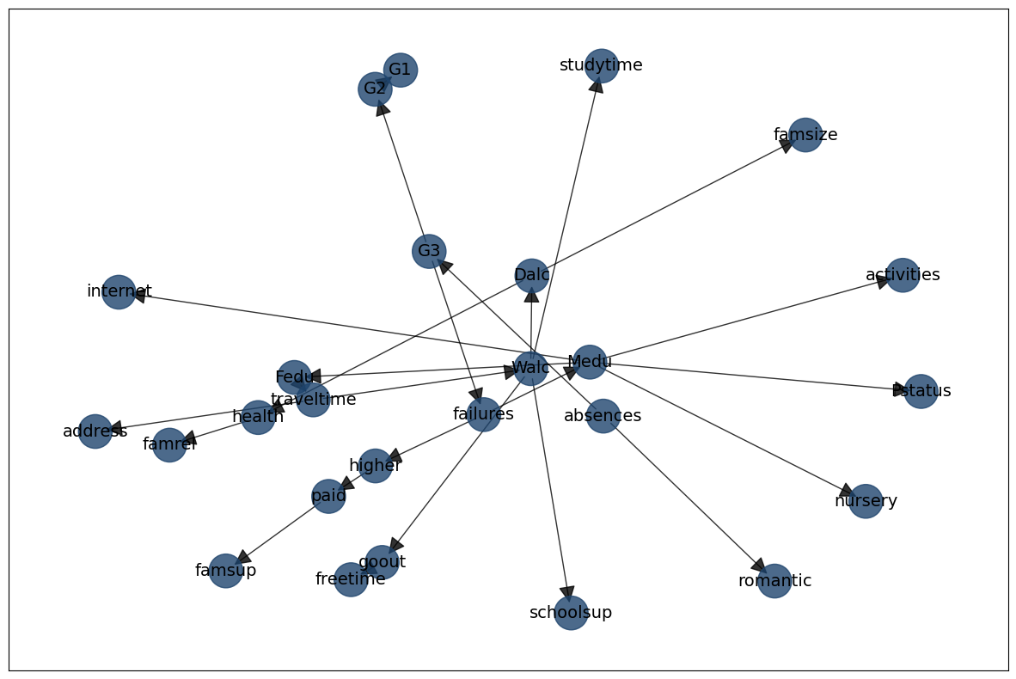 studytime
G1
G2
famsize
G3
Dalc
activities
internet
Medu
Walc
Fedu
Pstatus
traveltime
failures
absences
health
address
famrel
higher
paid
nursery
goout
famsup
freetime
romantic
schoolsup